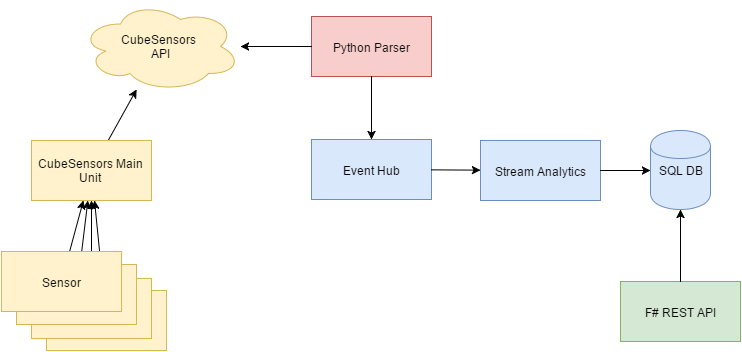 CubeSensors
API
Python Parser
CubeSensors Main
Unit
Event Hub
Stream Analytics
SQL DB
Sensor
F# REST API